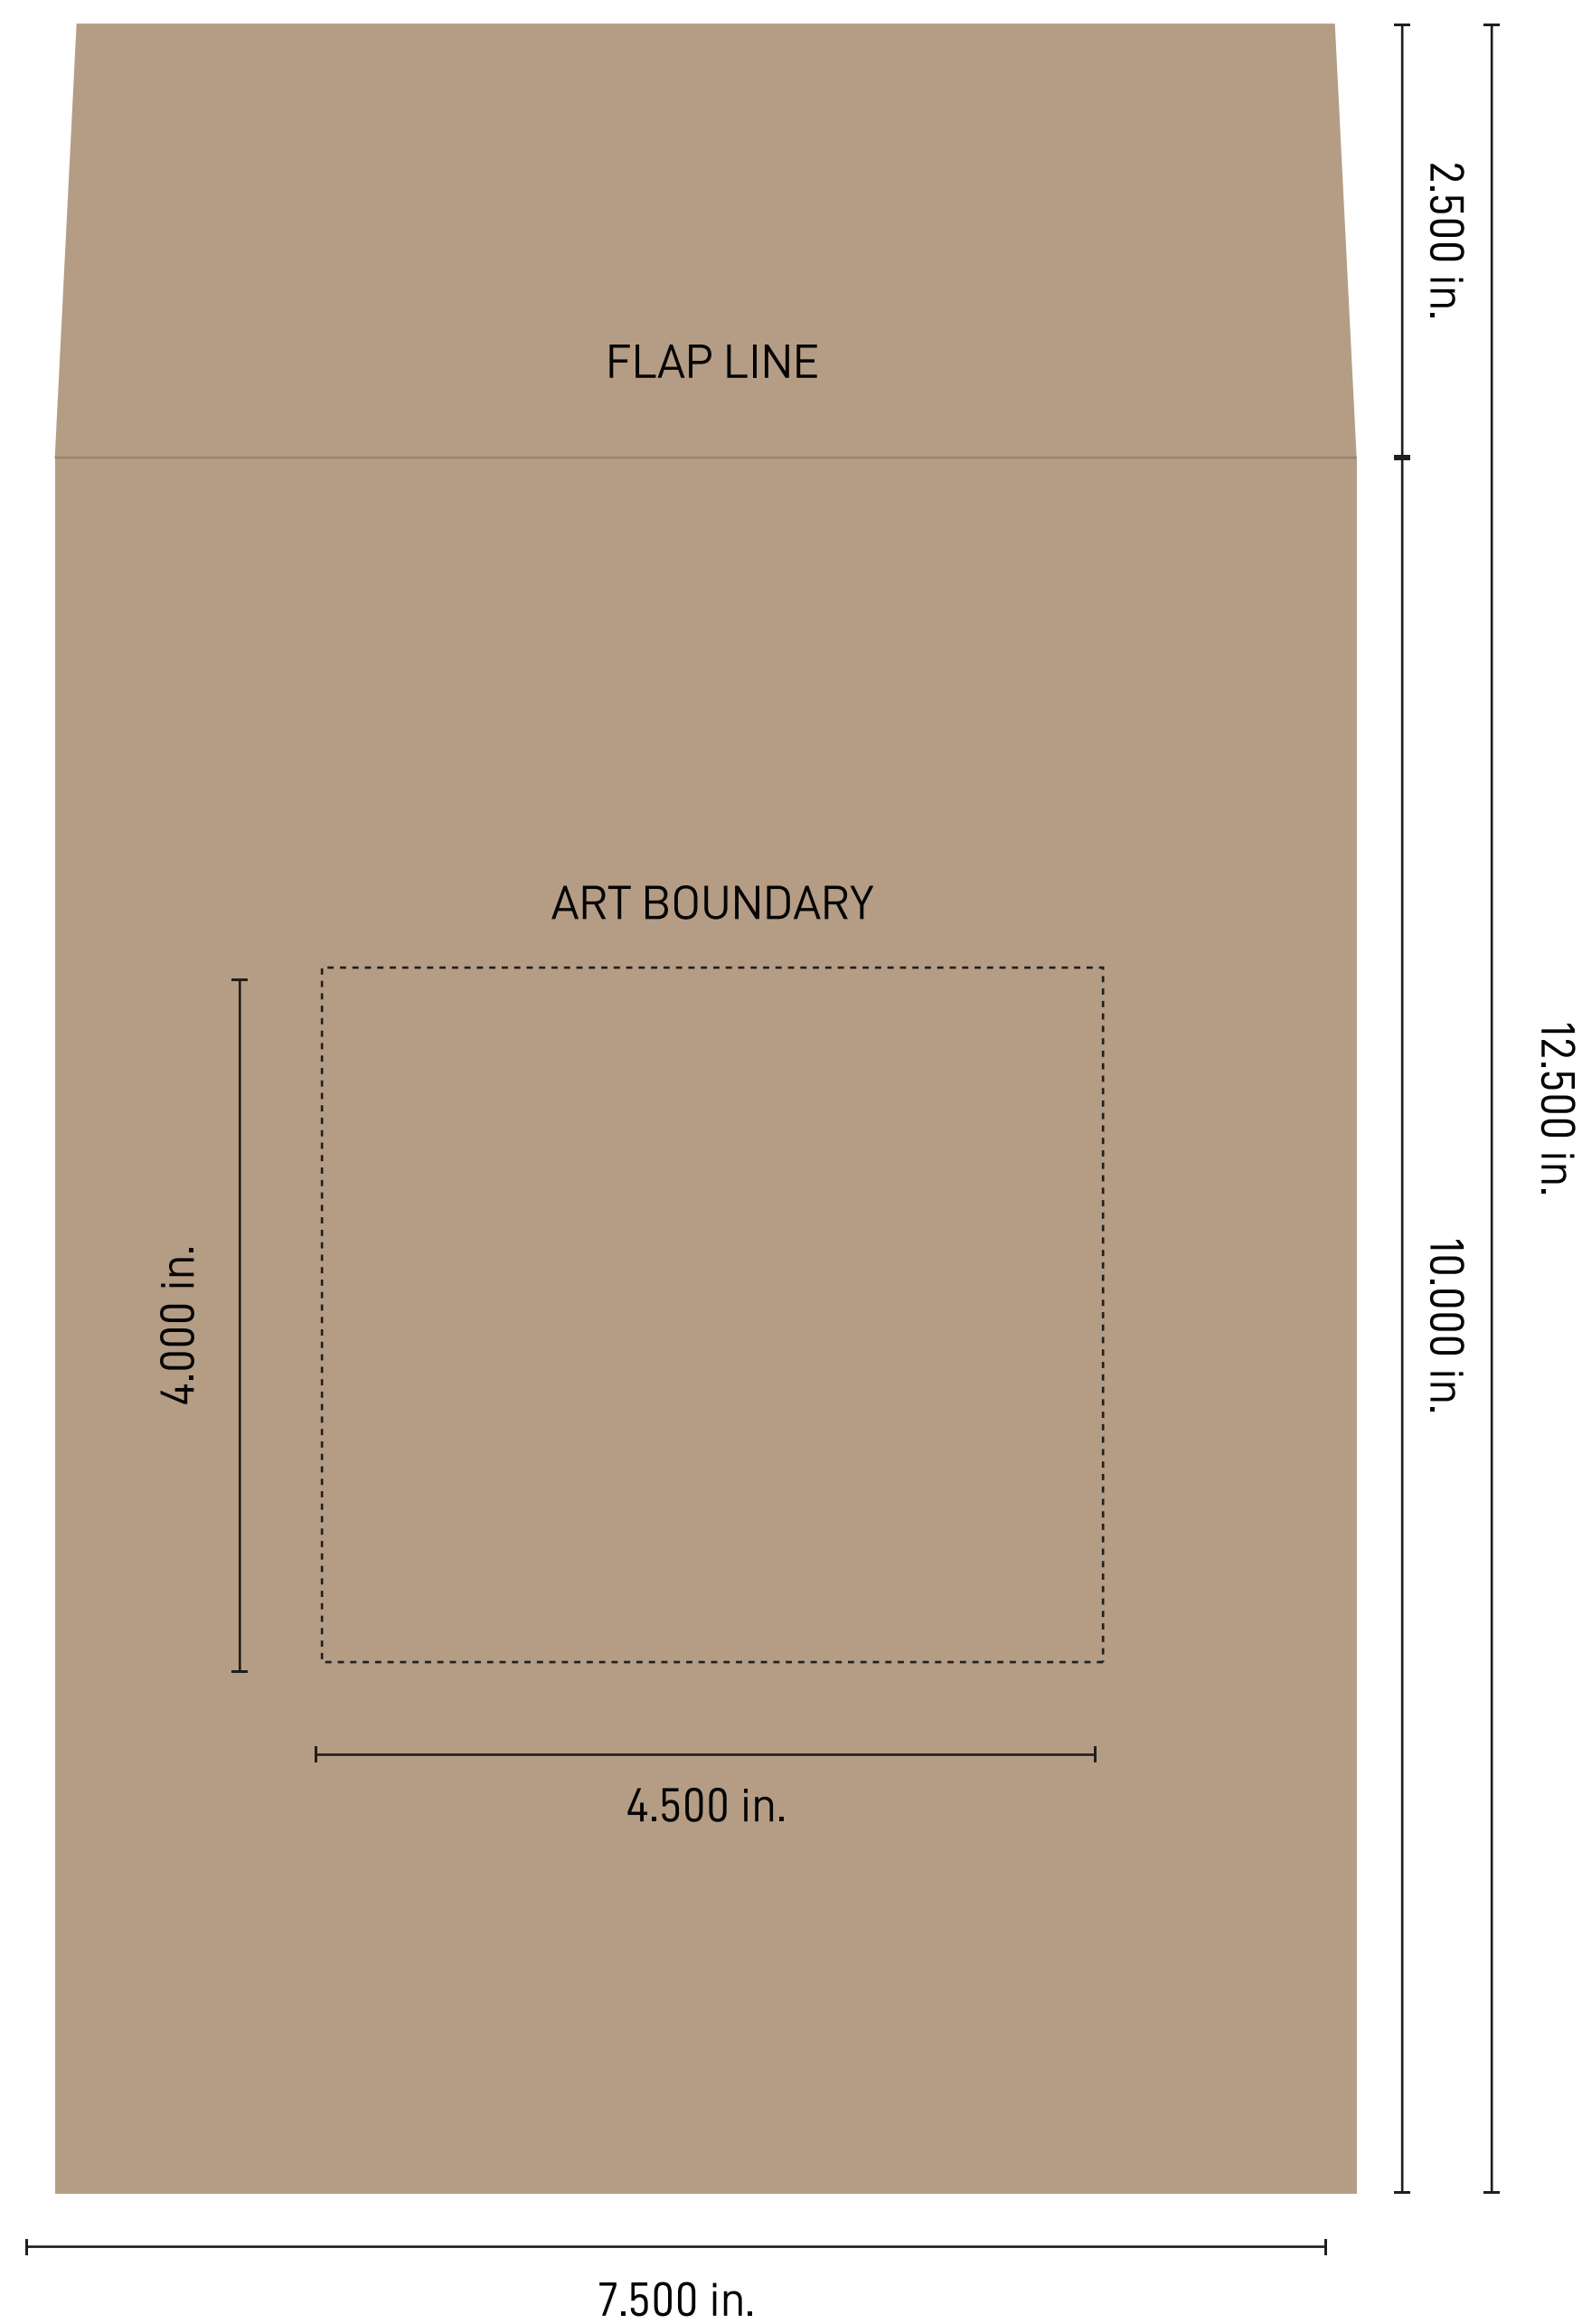 2.500 in.
FLAP LINE
ART BOUNDARY
12.500 in.
10.000 in.
4.000 in.
4.500 in.
7.500 in.